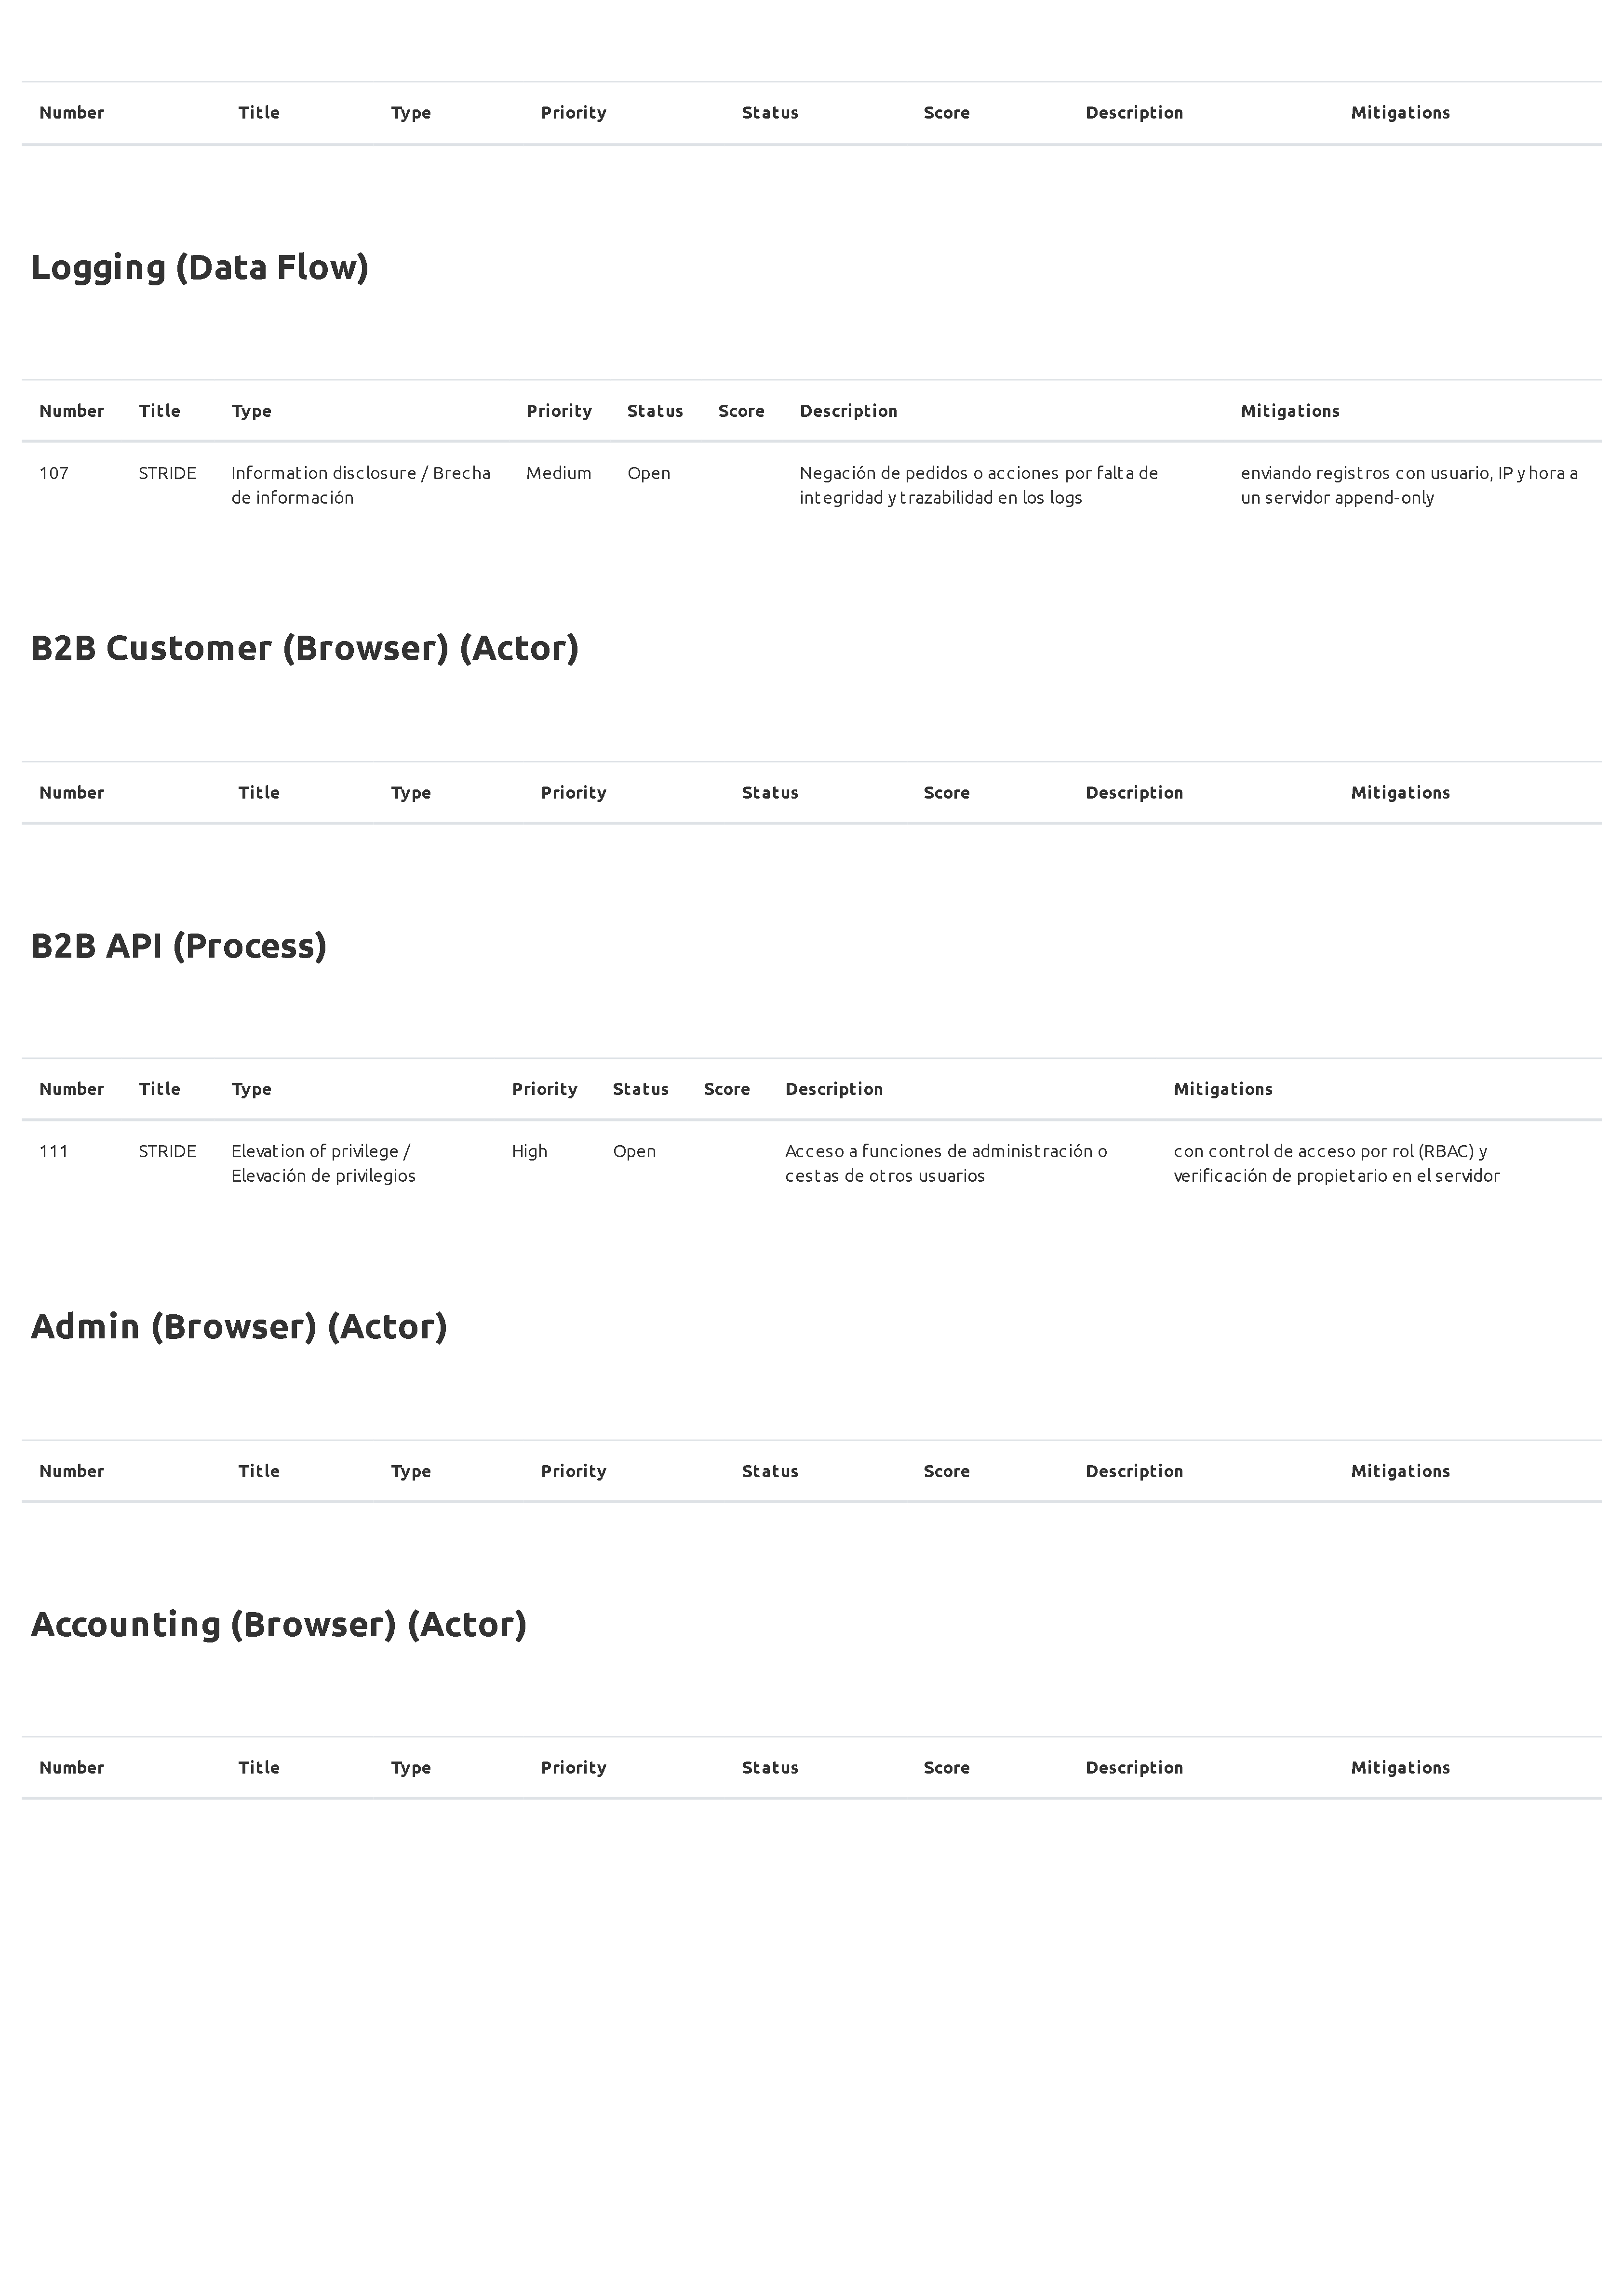 Number Title Type Priority Status Score Description Mitigations
Logging (Data Flow)
Number Title Type Priority Status Score Description Mitigations
107 STRIDE Information disclosure / Brecha Medium Open Negación de pedidos o acciones por falta de enviando registros con usuario, IP y hora a
de información integridad y trazabilidad en los logs un servidor append-only
B2B Customer (Browser) (Actor)
Number Title Type Priority Status Score Description Mitigations
B2B API (Process)
Number Title Type Priority Status Score Description Mitigations
111 STRIDE Elevation of privilege / High Open Acceso a funciones de administración o con control de acceso por rol (RBAC) y
Elevación de privilegios cestas de otros usuarios verificación de propietario en el servidor
Admin (Browser) (Actor)
Number Title Type Priority Status Score Description Mitigations
Accounting (Browser) (Actor)
Number Title Type Priority Status Score Description Mitigations